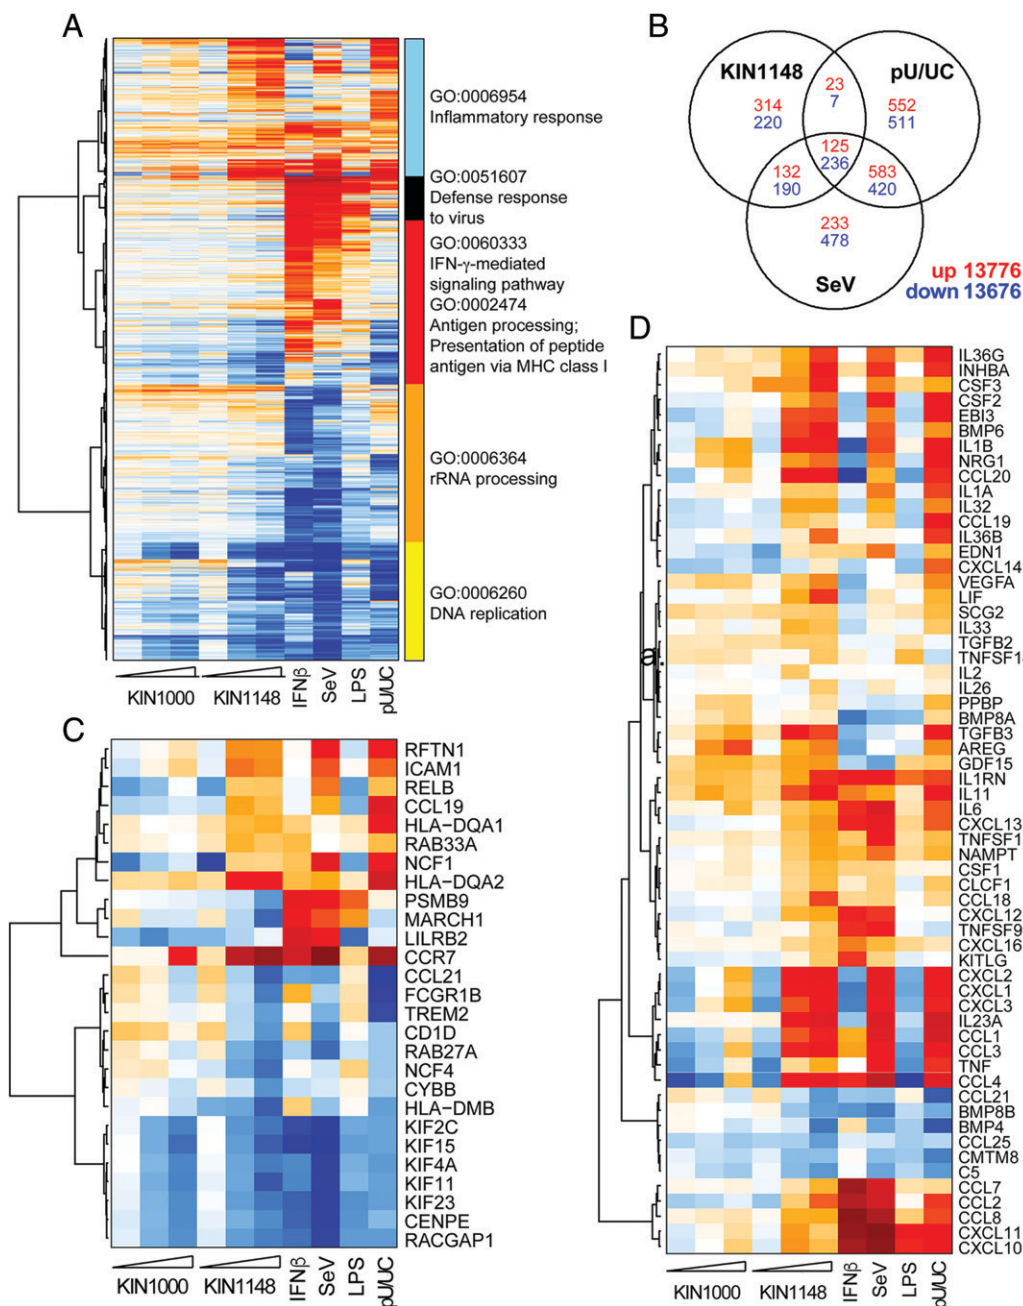 A
GO:0006954
Inflammatory response
GO:0051607
Defense response
to virus
GO:0060333
IFN-γ-mediated
signaling pathway
GO:0002474
Antigen processing;
Presentation of peptide
antigen via MHC class I
GO:0006364
rRNA processing
GO:0006260
DNA replication
KIN1000
KIN1148
IFNβ
SeV
LPS
pU/UC
B
KIN1148
pU/UC
23
7
314
220
552
511
125
236
132
190
583
420
233
478
SeV
up 13776
down 13676
C
RFTN1
ICAM1
RELB
CCL19
HLA-DQA1
RAB33A
NCF1
HLA-DQA2
PSMB9
MARCH1
LILRB2
CCR7
CCL21
FCGR1B
TREM2
CD1D
RAB27A
NCF4
CYBB
HLA-DMB
KIF2C
KIF15
KIF4A
KIF11
KIF23
CENPE
RACGAP1
KIN1000
KIN1148
IFNβ
SeV
LPS
pU/UC
D
IL36G
INHBA
CSF3
CSF2
EBI3
BMP6
IL1B
NRG1
CCL20
IL1A
IL32
CCL19
IL36B
EDN1
CXCL14
VEGFA
LIF
SCG2
IL33
TGFB2
a.
TNFSF1
IL2
IL26
PPBP
BMP8A
TGFB3
AREG
GDF15
IL1RN
IL11
IL6
CXCL13
TNFSF1
NAMPT
CSF1
CLCF1
CCL18
CXCL12
TNFSF9
CXCL16
KITLG
CXCL2
CXCL1
CXCL3
IL23A
CCL1
CCL3
TNF
CCL4
CCL21
BMP8B
BMP4
CCL25
CMTM8
C5
CCL7
CCL2
CCL8
CXCL11
CXCL10
KIN1000
KIN1148
IFNβ
SeV
LPS
pU/UC